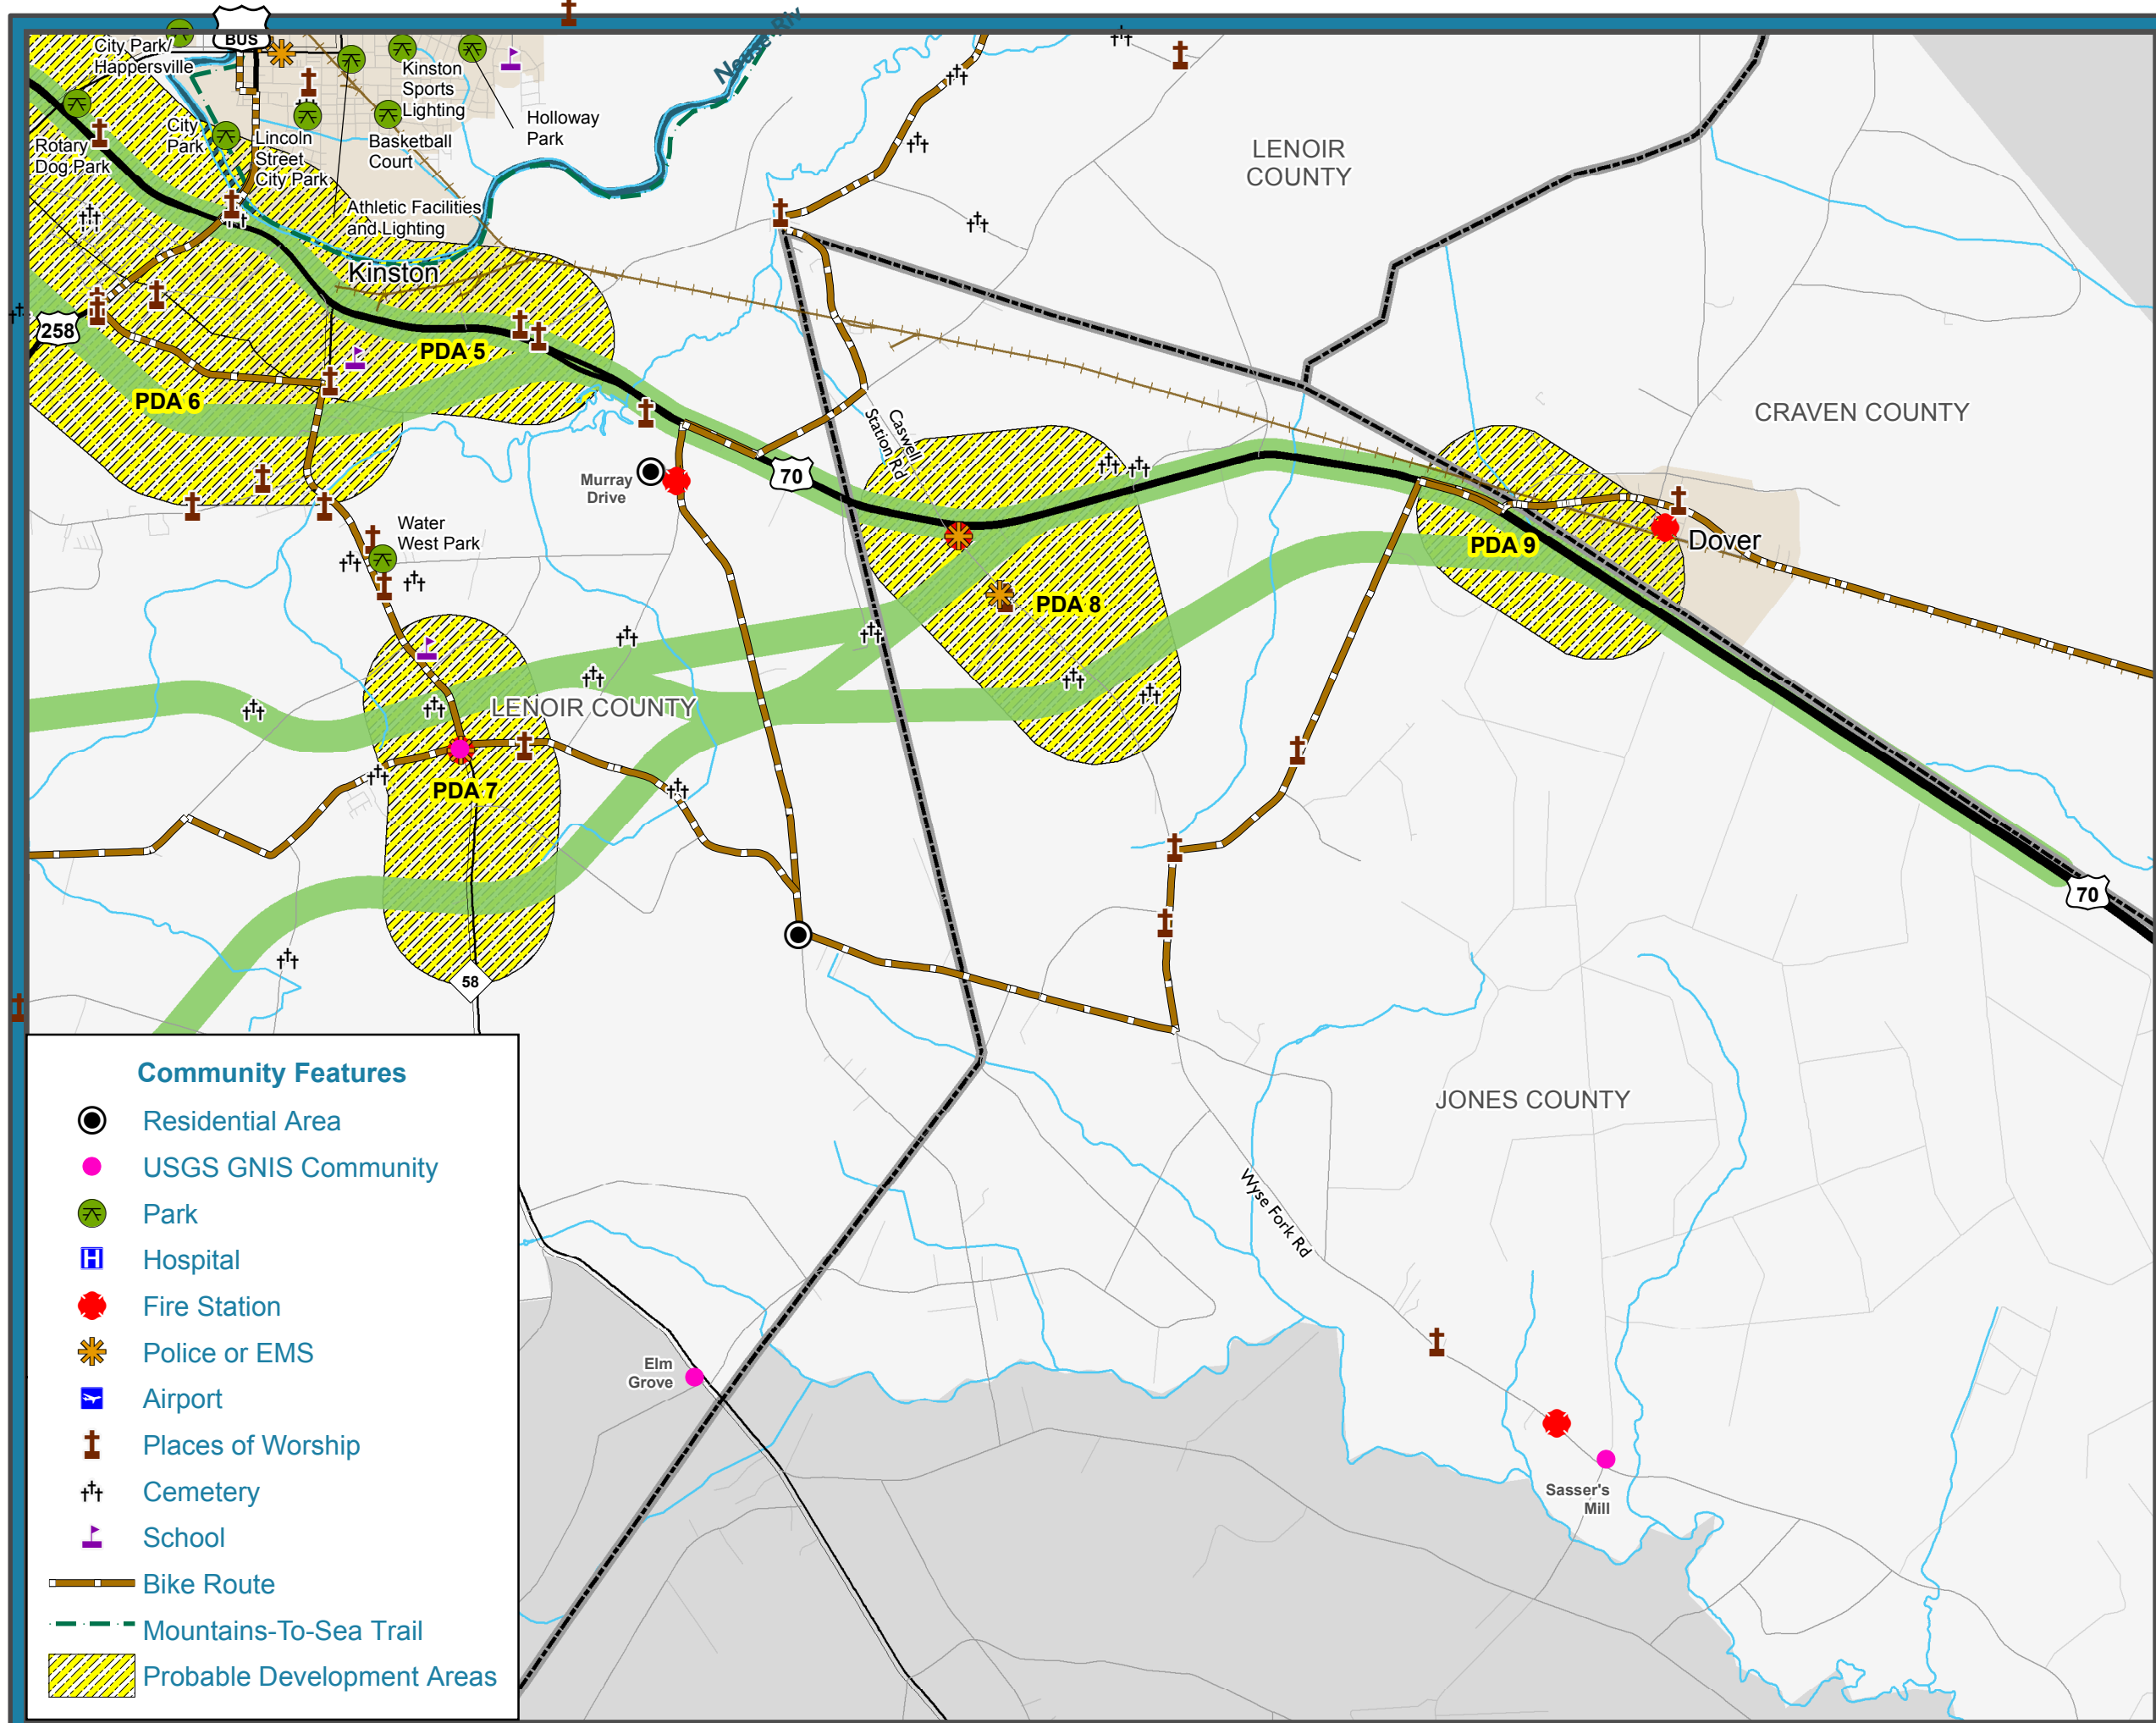 BUS
City Park/
Happersville
Kinston
Sports
Lighting
Holloway
Park
City
Park
Lincoln
Street
City Park
Basketball
Court
Rotary
Dog Park
Athletic Facilities
and Lighting
Kinston
258
PDA 5
PDA 6
LENOIR
COUNTY
CRAVEN COUNTY
Caswell
Station Rd
70
Murray
Drive
Water
West Park
PDA 8
PDA 9
Dover
LENOIR COUNTY
PDA 7
58
70
JONES COUNTY
Wyse Fork Rd
Elm
Grove
Sasser's
Mill
Community Features
Residential Area
USGS GNIS Community
Park
Hospital
H
Fire Station
Police or EMS
Airport
Places of Worship
Cemetery
School
Bike Route
Mountains-To-Sea Trail
Probable Development Areas